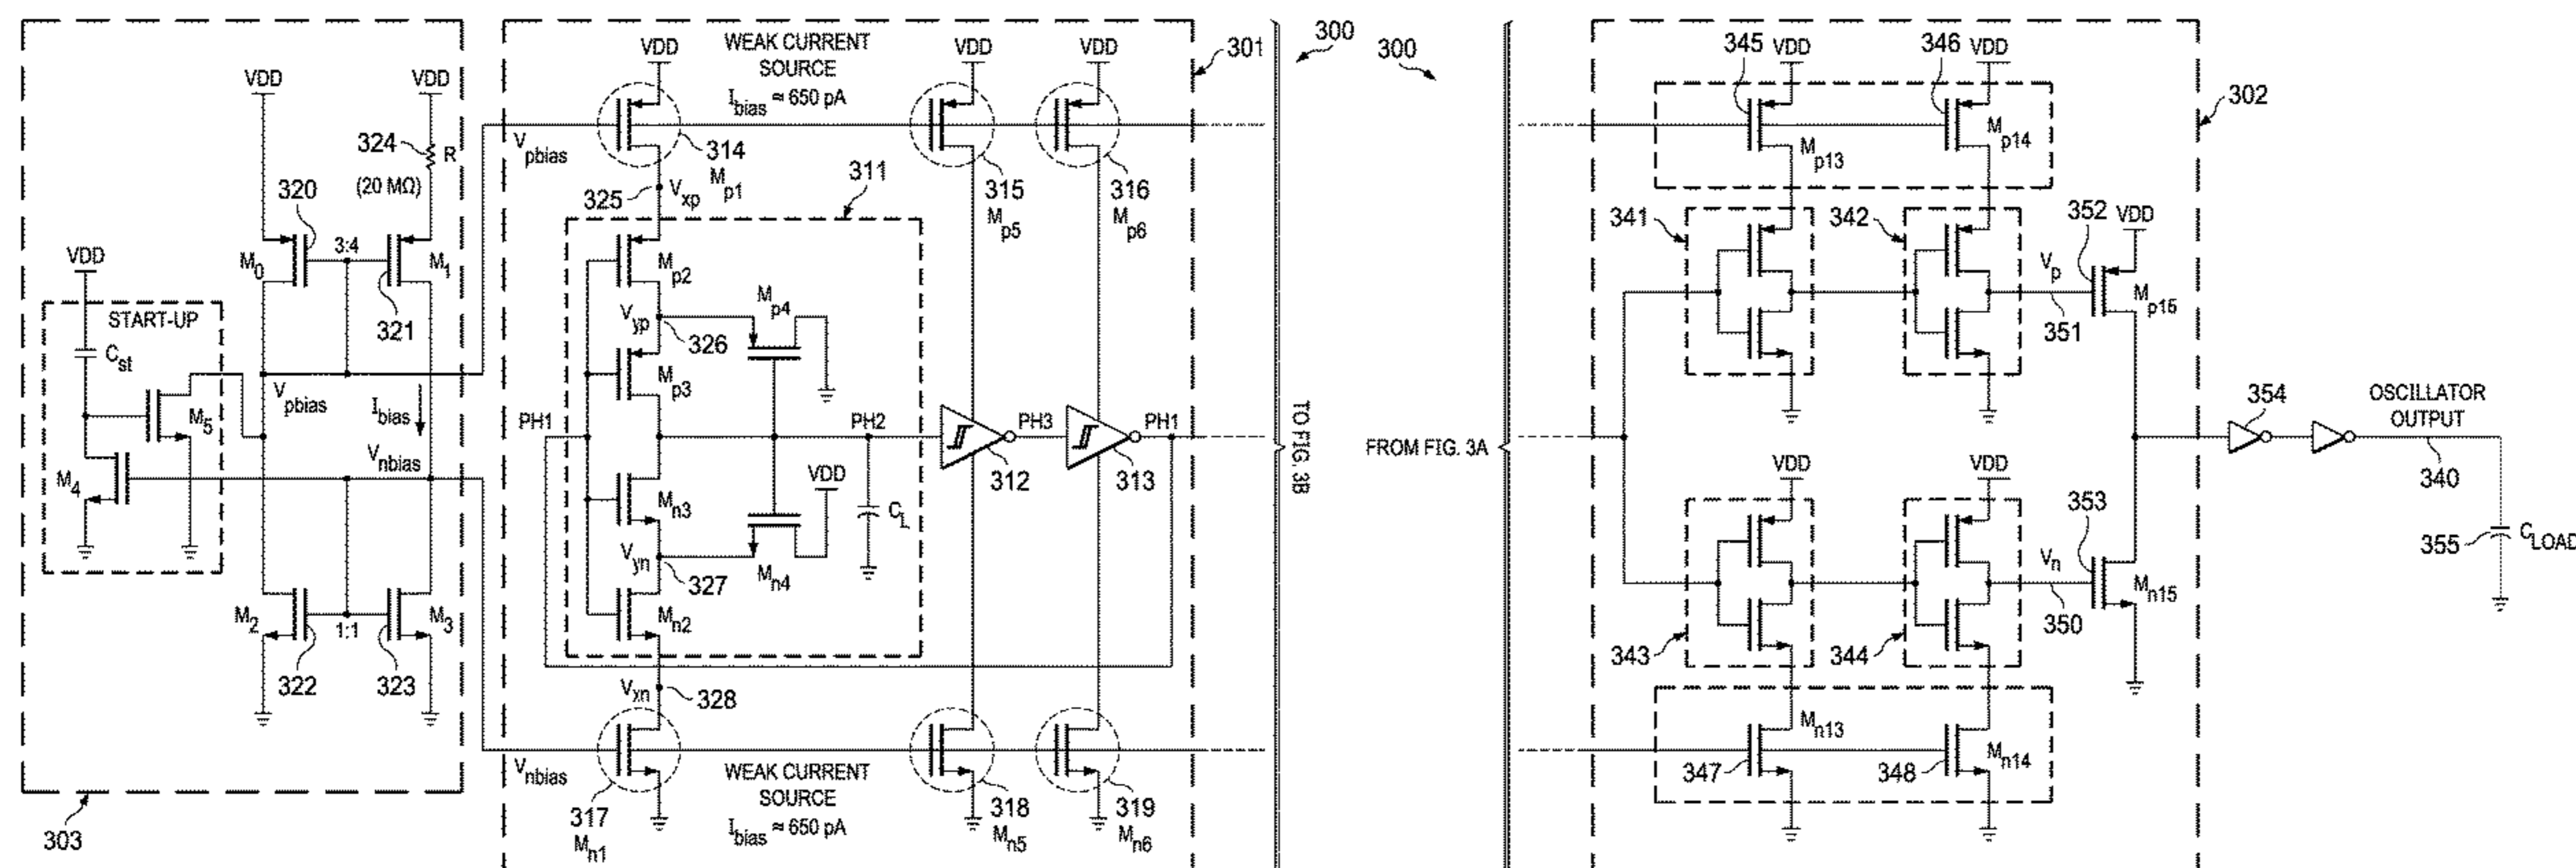 VDD
VDD
324
R
(20 MΩ)
320
VDD
M0
3:4
M1
321
START-UP
Cst
M5
Vpbias
Ibias
Vnbias
M4
M2
1:1
M3
322
323
303
VDD
WEAK CURRENT
SOURCE
Ibias ≈ 650 pA
VDD
VDD
301
Vpbias
314
Mp1
325
Vxp
311
315
Mp5
316
Mp6
Mp2
Vyp
326
Mp4
Mp3
PH1
PH2
PH3
PH1
312
313
VDD
Mn3
CL
Vyn
327
Mn4
Mn2
Vxn
328
Vnbias
317
Mn1
WEAK CURRENT
SOURCE
Ibias ≈ 650 pA
318
Mn5
319
Mn6
300
TO FIG. 3B
300
FROM FIG. 3A
345
VDD
346
VDD
302
Mp13
Mp14
341
342
352
VDD
Vp
351
Mp15
354
OSCILLATOR
OUTPUT
340
VDD
VDD
353
355
CLOAD
Vn
350
Mn15
343
344
Mn13
347
348
Mn14